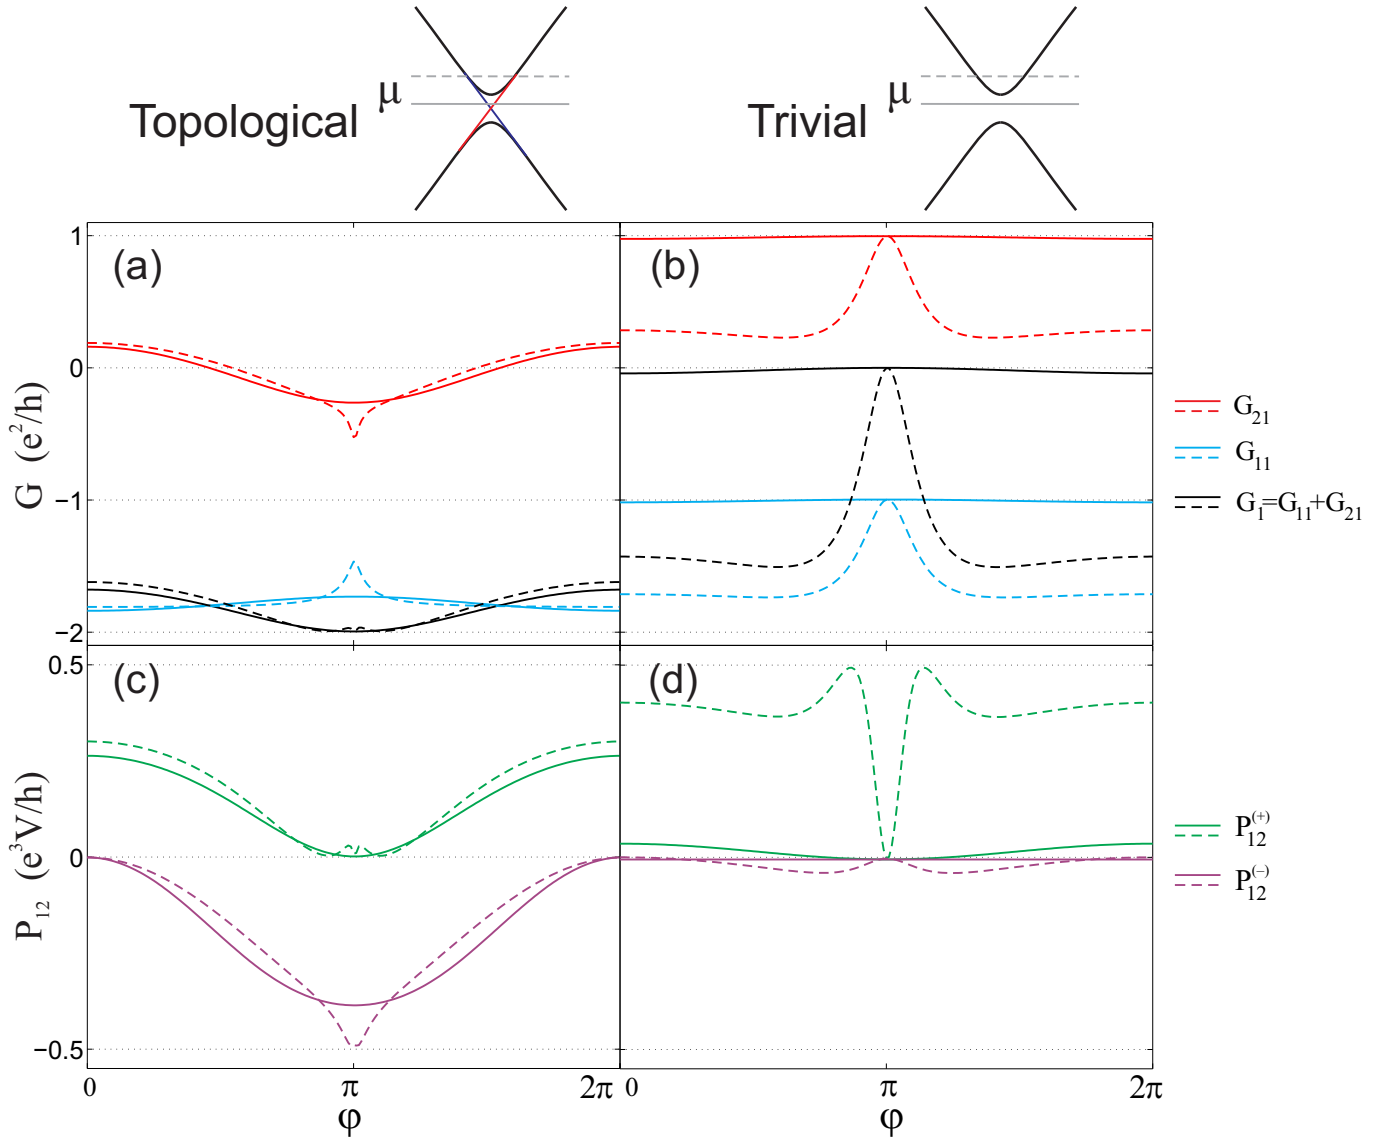 Topological
μ
Trivial
μ
(a)
(b)
1
0
−1
−2
G (e²/h)
G₂₁
G₁₁
G₁=G₁₁+G₂₁
(c)
(d)
0.5
0
−0.5
P₁₂ (e³V/h)
P₁₂⁽⁺⁾
P₁₂⁽⁻⁾
0
π
2π
0
π
2π
φ
φ